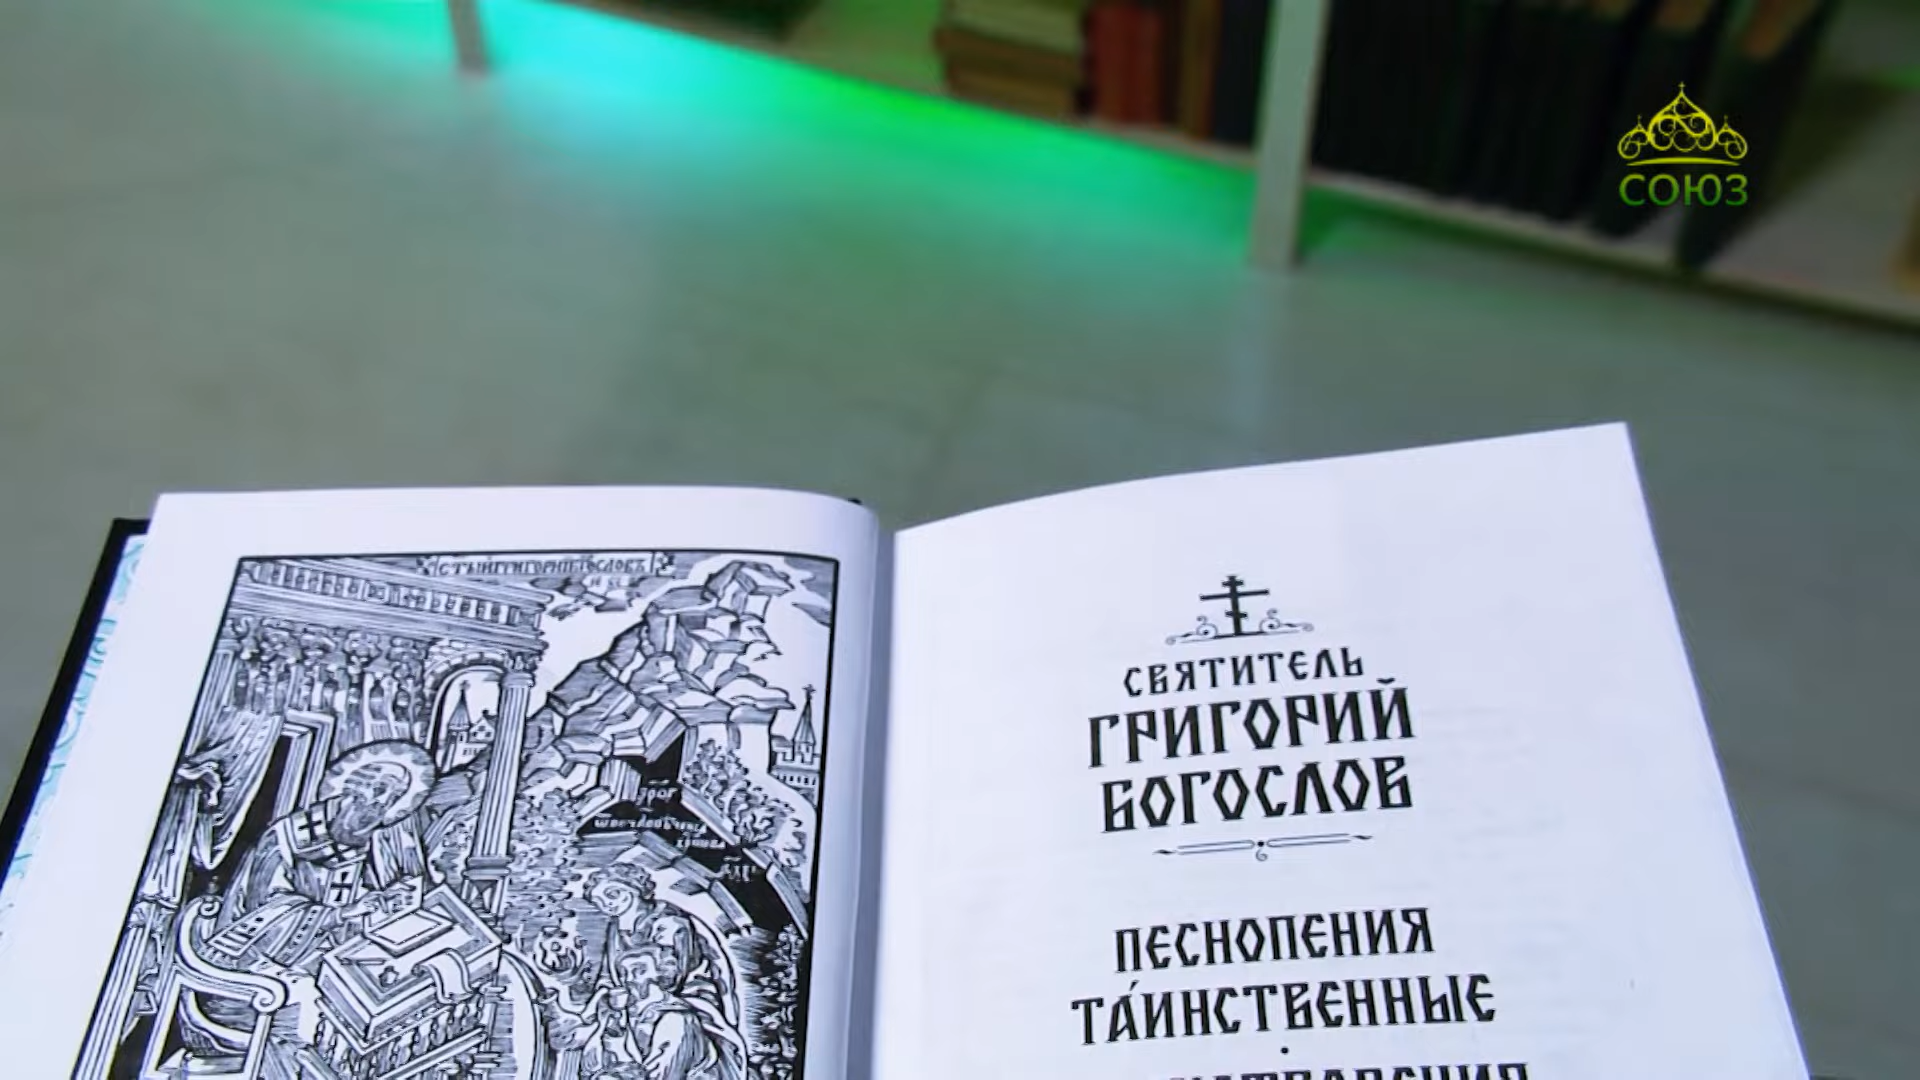 СОЮЗ
СВЯТИТЕЛЬ
ГРИГОРИЙ
БОГОСЛОВ
ПЕСНОПЕНИЯ
ТА́ИНСТВЕННЫЕ